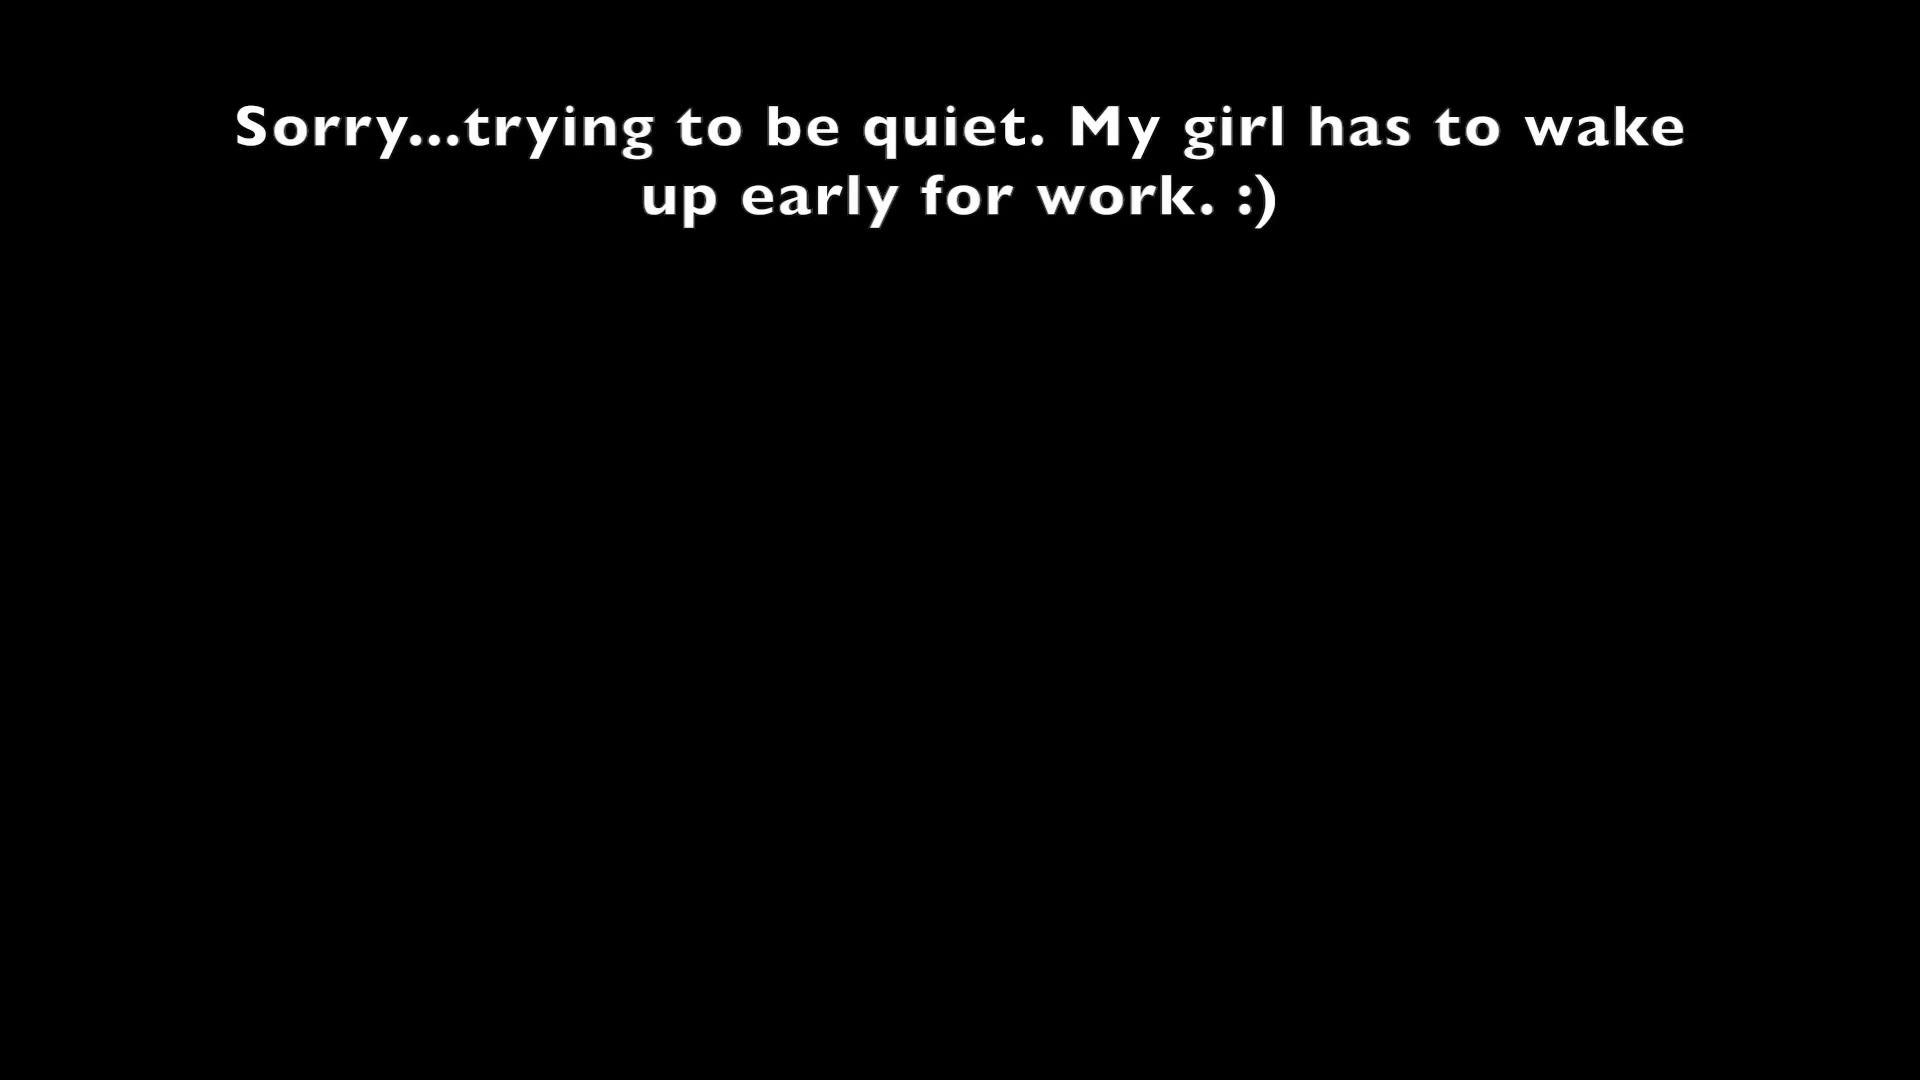 Sorry...trying to be quiet. My girl has to wake
up early for work. :)